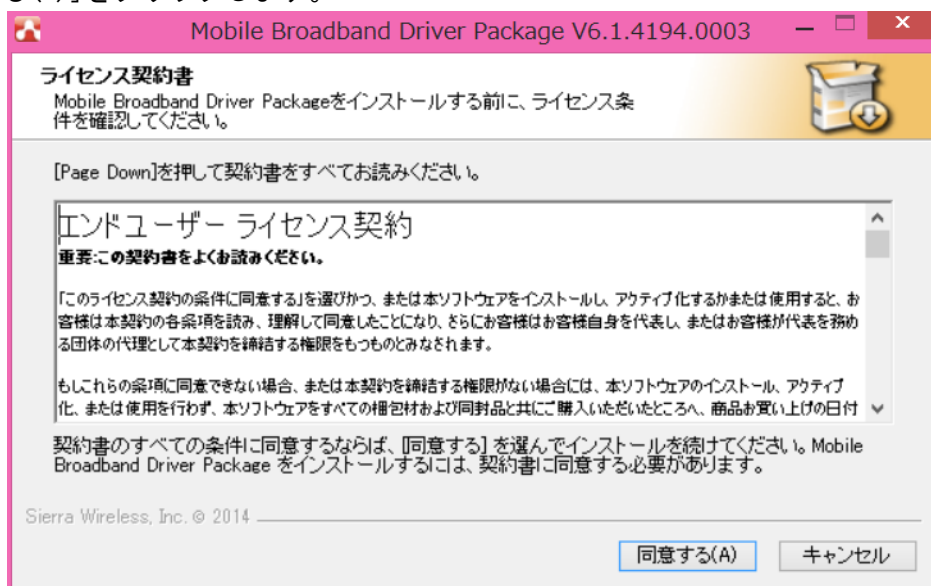 Mobile Broadband Driver Package V6.1.4194.0003
ライセンス契約書
Mobile Broadband Driver Packageをインストールする前に、ライセンス条
件を確認してください。
[Page Down]を押して契約書をすべてお読みください。
エンドユーザー ライセンス契約
重要:この契約書をよくお読みください。
「このライセンス契約の条件に同意する」を選びかつ、または本ソフトウェアをインストールし、アクティブ化するかまたは使用すると、お
客様は本契約の各条項を読み、理解して同意したことになり、さらにお客様はお客様自身を代表し、またはお客様が代表を務め
る団体の代理として本契約を締結する権限をもつものとみなされます。
もしこれらの条項に同意できない場合、または本契約を締結する権限がない場合には、本ソフトウェアのインストール、アクティブ
化、または使用を行わず、本ソフトウェアをすべての梱包材および同封品と共にご購入いただいたところへ、商品お買い上げの日付
契約書のすべての条件に同意するならば、[同意する] を選んでインストールを続けてください。Mobile
Broadband Driver Package をインストールするには、契約書に同意する必要があります。
Sierra Wireless, Inc. © 2014
同意する(A)
キャンセル